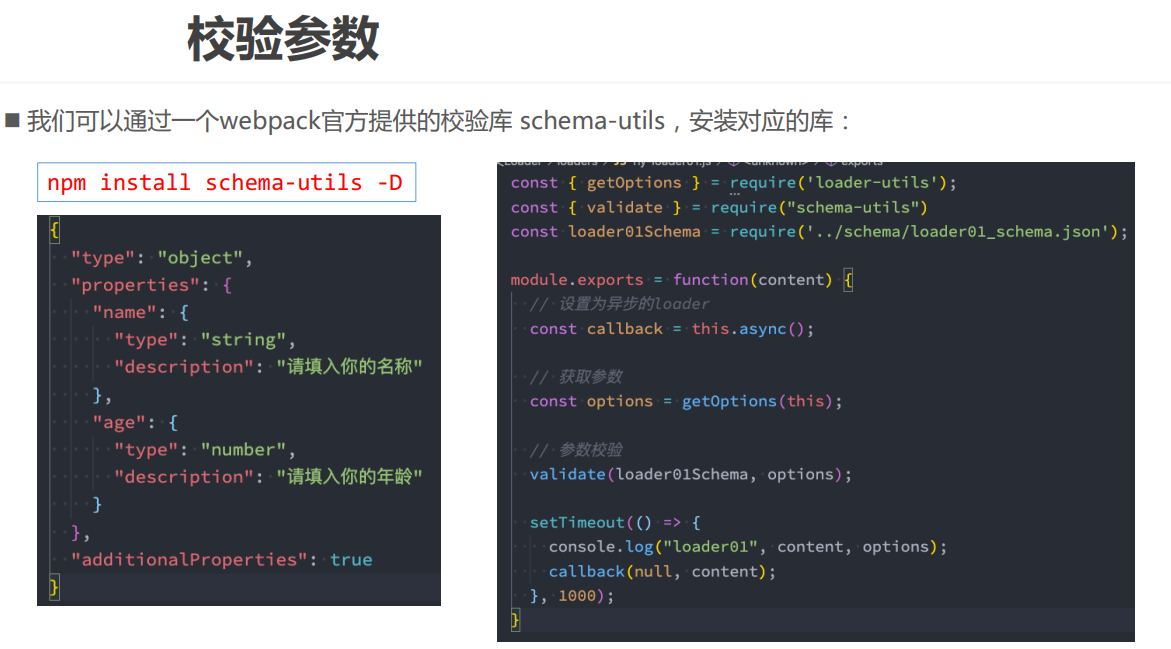 校验参数
■ 我们可以通过一个webpack官方提供的校验库 schema-utils，安装对应的库：
npm install schema-utils -D
{
"type": "object",
"properties": {
"name": {
"type": "string",
"description": "请填入你的名称"
},
"age": {
"type": "number",
"description": "请填入你的年龄"
}
},
"additionalProperties": true
}
const { getOptions } = require('loader-utils');
const { validate } = require("schema-utils")
const loader01Schema = require('../schema/loader01_schema.json');
module.exports = function(content) {
// 设置为异步的loader
const callback = this.async();
// 获取参数
const options = getOptions(this);
// 参数校验
validate(loader01Schema, options);
setTimeout(() => {
console.log("loader01", content, options);
callback(null, content);
}, 1000);
}